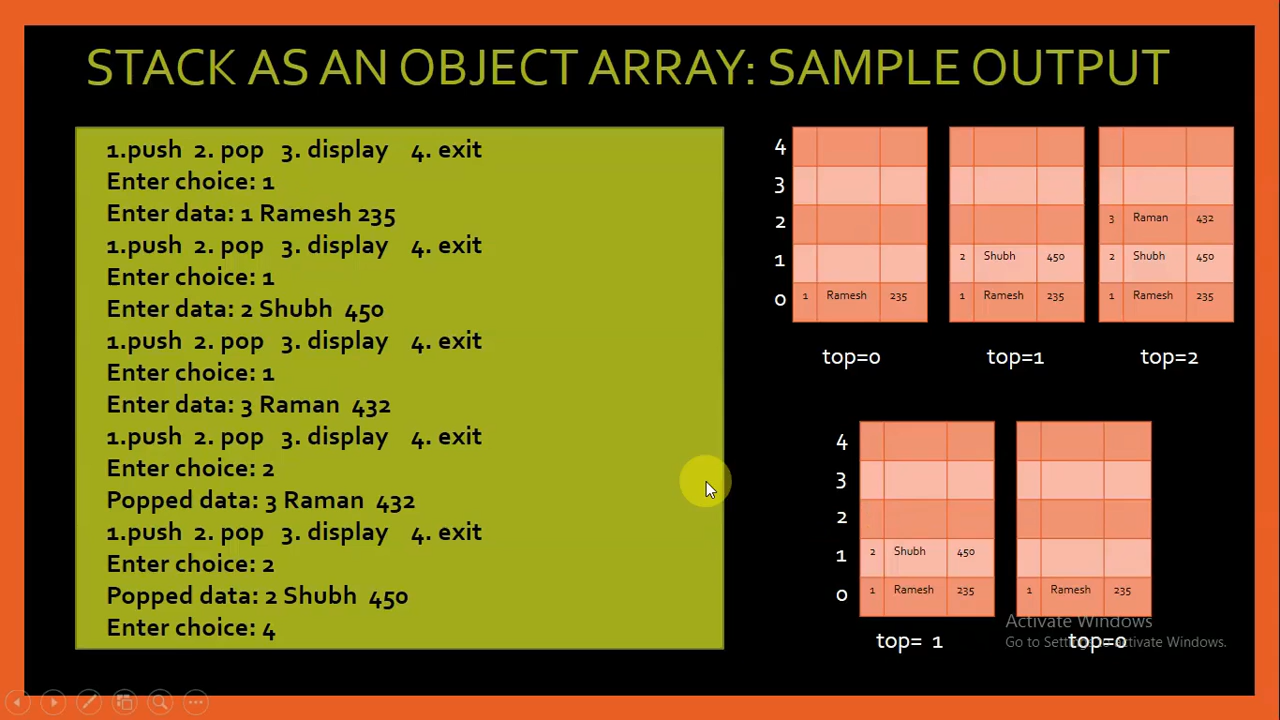 STACK AS AN OBJECT ARRAY: SAMPLE OUTPUT
1.push 2. pop 3. display 4. exit
Enter choice: 1
Enter data: 1 Ramesh 235
1.push 2. pop 3. display 4. exit
Enter choice: 1
Enter data: 2 Shubh 450
1.push 2. pop 3. display 4. exit
Enter choice: 1
Enter data: 3 Raman 432
1.push 2. pop 3. display 4. exit
Enter choice: 2
Popped data: 3 Raman 432
1.push 2. pop 3. display 4. exit
Enter choice: 2
Popped data: 2 Shubh 450
Enter choice: 4
4
3
2 3 Raman 432
1 2 Shubh 450 2 Shubh 450
0 1 Ramesh 235 1 Ramesh 235 1 Ramesh 235
top=0 top=1 top=2
4
3
2
1 2 Shubh 450
0 1 Ramesh 235 1 Ramesh 235
top= 1 top=0
Activate Windows
Go to Settings to activate Windows.